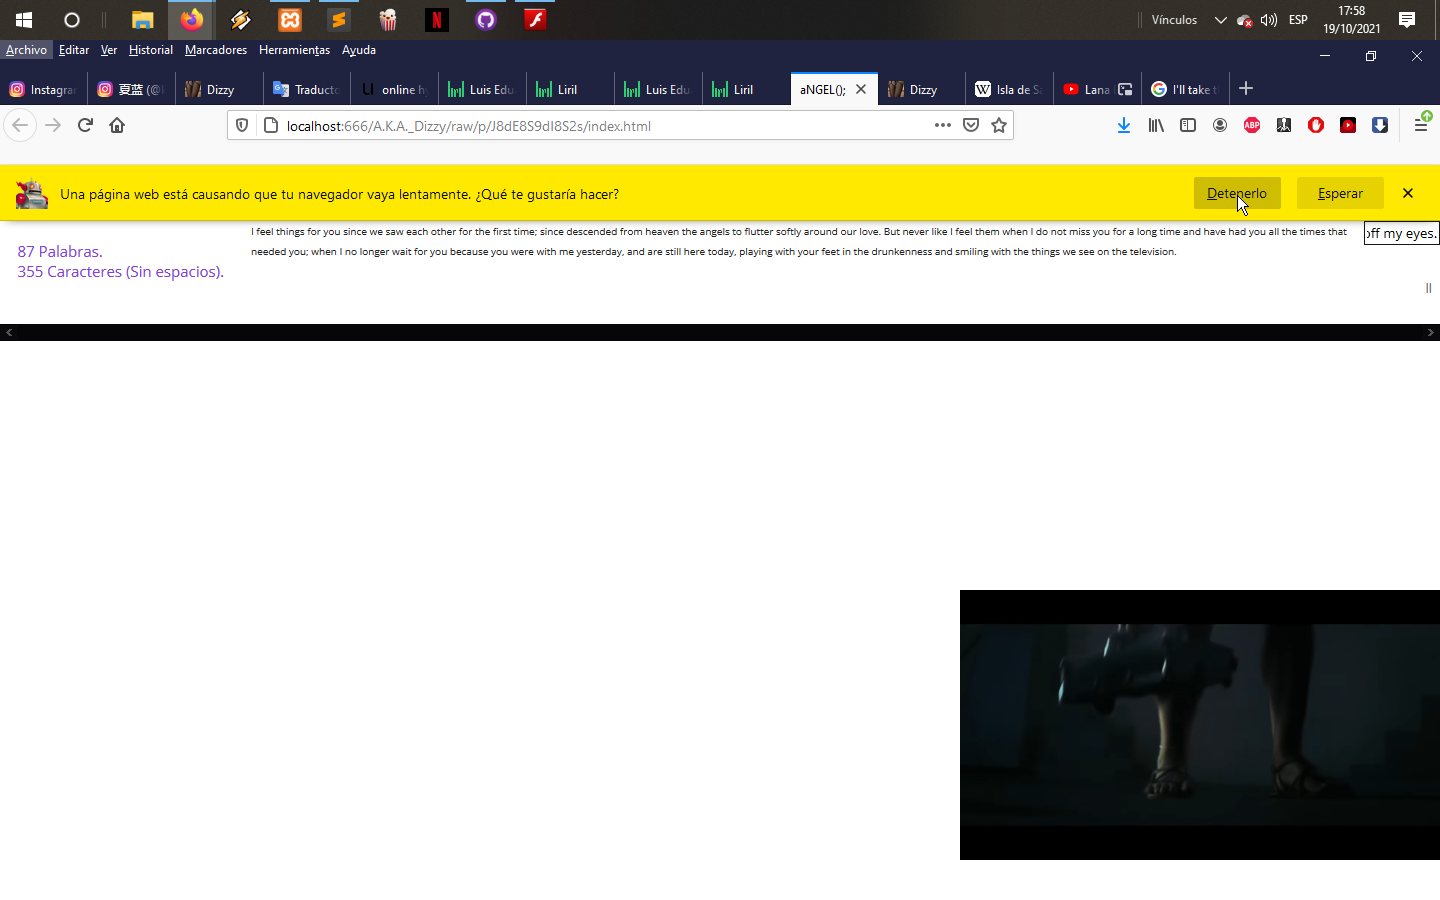 Vínculos
ESP
17:58
19/10/2021
Archivo Editar Ver Historial Marcadores Herramientas Ayuda
Instagram
夏蓝 (@
Dizzy
Traducto
online hy
Luis Edu
Liril
Luis Edu
Liril
aNGEL();
Dizzy
Isla de Sa
Lana
I'll take t
localhost:666/A.K.A._Dizzy/raw/p/J8dE8S9dI8S2s/index.html
ABP
Una página web está causando que tu navegador vaya lentamente. ¿Qué te gustaría hacer?
Detenerlo
Esperar
87 Palabras.
355 Caracteres (Sin espacios).
I feel things for you since we saw each other for the first time; since descended from heaven the angels to flutter softly around our love. But never like I feel them when I do not miss you for a long time and have had you all the times that
needed you; when I no longer wait for you because you were with me yesterday, and are still here today, playing with your feet in the drunkenness and smiling with the things we see on the television.
off my eyes.
||